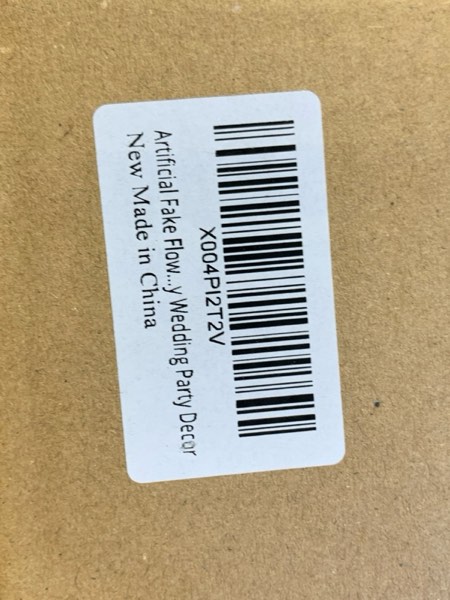 X004PI2T2V
Artificial Fake Flow...y Wedding Party Decor
New Made in China